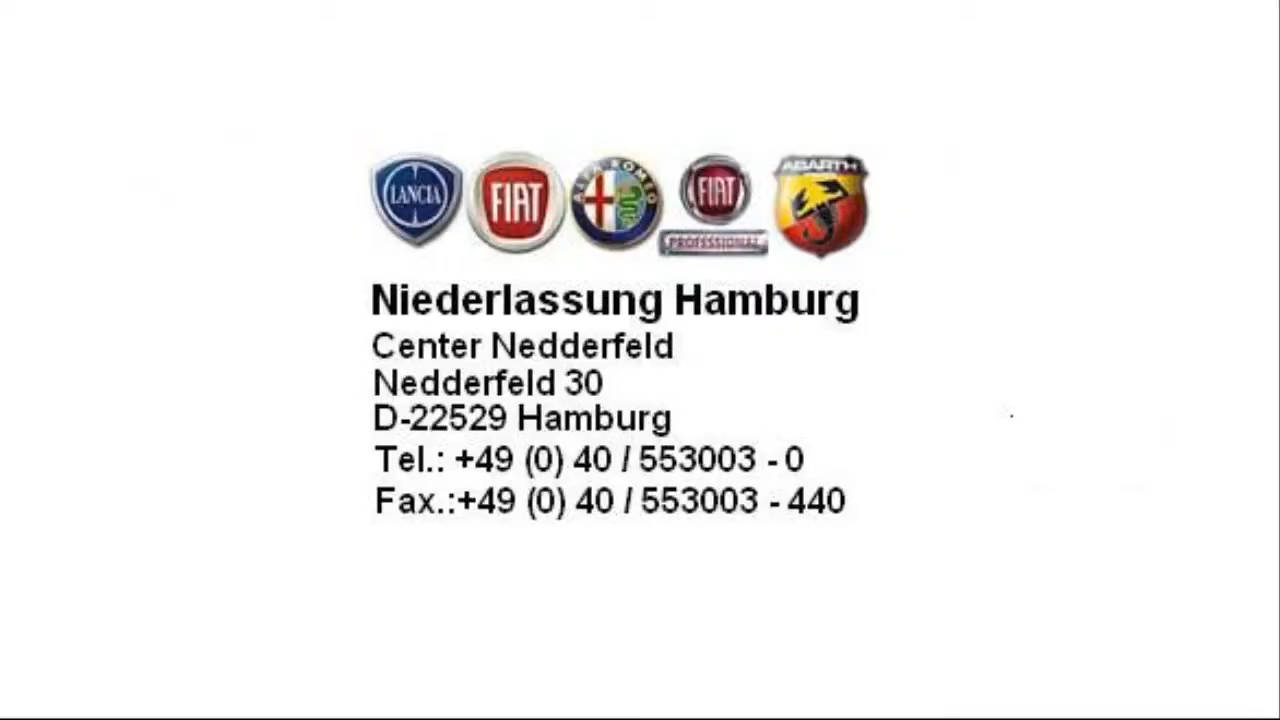 LANCIA FIAT ALFA ROMEO FIAT PROFESSIONAL ABARTH
Niederlassung Hamburg
Center Nedderfeld
Nedderfeld 30
D-22529 Hamburg
Tel.: +49 (0) 40 / 553003 - 0
Fax.:+49 (0) 40 / 553003 - 440